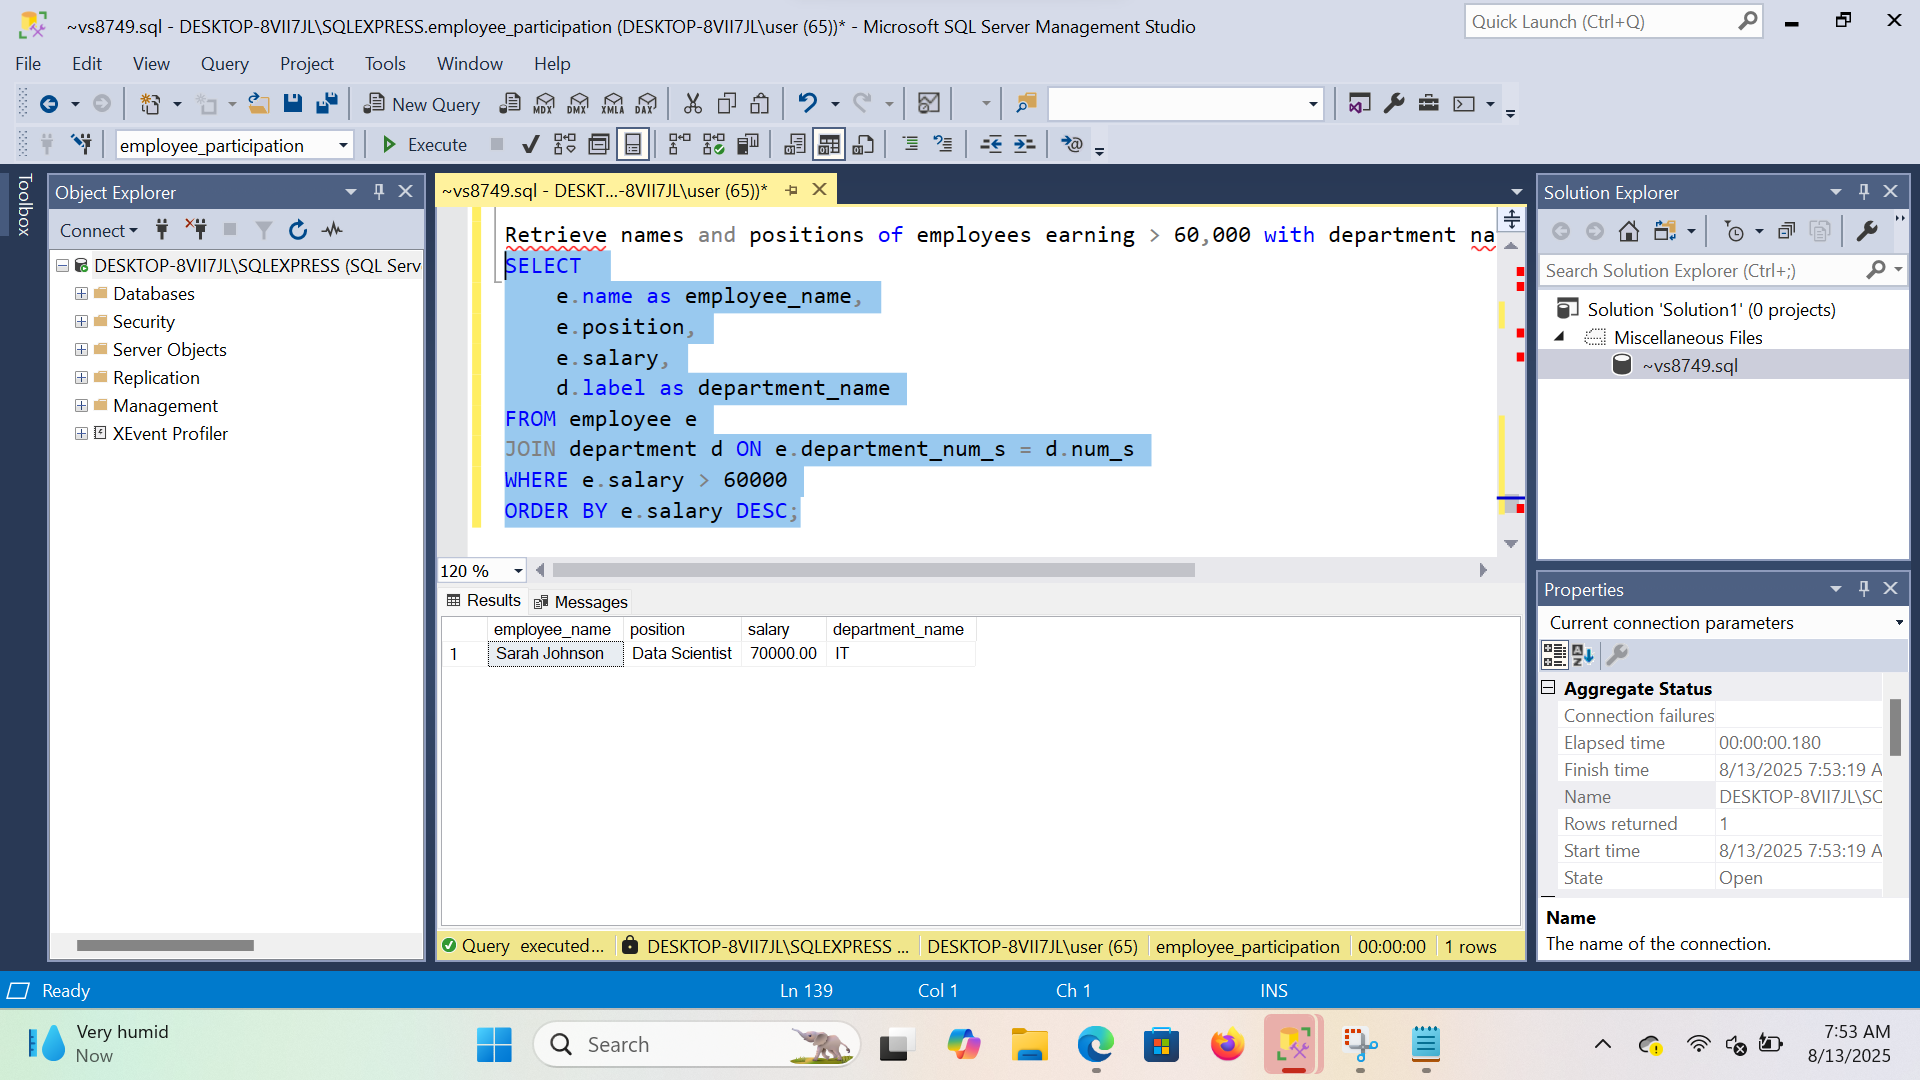 ~vs8749.sql - DESKTOP-8VII7JL\SQLEXPRESS.employee_participation (DESKTOP-8VII7JL\user (65))* - Microsoft SQL Server Management Studio
Quick Launch (Ctrl+Q)
File Edit View Query Project Tools Window Help
New Query MDX DMX XMLA DAX
employee_participation Execute
Toolbox
Object Explorer
Connect
DESKTOP-8VII7JL\SQLEXPRESS (SQL Serv
Databases
Security
Server Objects
Replication
Management
XEvent Profiler
~vs8749.sql - DESKT...-8VII7JL\user (65))*
Retrieve names and positions of employees earning > 60,000 with department na
SELECT
e.name as employee_name,
e.position,
e.salary,
d.label as department_name
FROM employee e
JOIN department d ON e.department_num_s = d.num_s
WHERE e.salary > 60000
ORDER BY e.salary DESC;
120 %
Results Messages
employee_name position salary department_name
1 Sarah Johnson Data Scientist 70000.00 IT
Query executed... DESKTOP-8VII7JL\SQLEXPRESS ... DESKTOP-8VII7JL\user (65) employee_participation 00:00:00 1 rows
Solution Explorer
Search Solution Explorer (Ctrl+;)
Solution 'Solution1' (0 projects)
Miscellaneous Files
~vs8749.sql
Properties
Current connection parameters
Aggregate Status
Connection failures
Elapsed time 00:00:00.180
Finish time 8/13/2025 7:53:19 A
Name DESKTOP-8VII7JL\SC
Rows returned 1
Start time 8/13/2025 7:53:19 A
State Open
Name
The name of the connection.
Ready Ln 139 Col 1 Ch 1 INS
Very humid
Now
Search
7:53 AM
8/13/2025